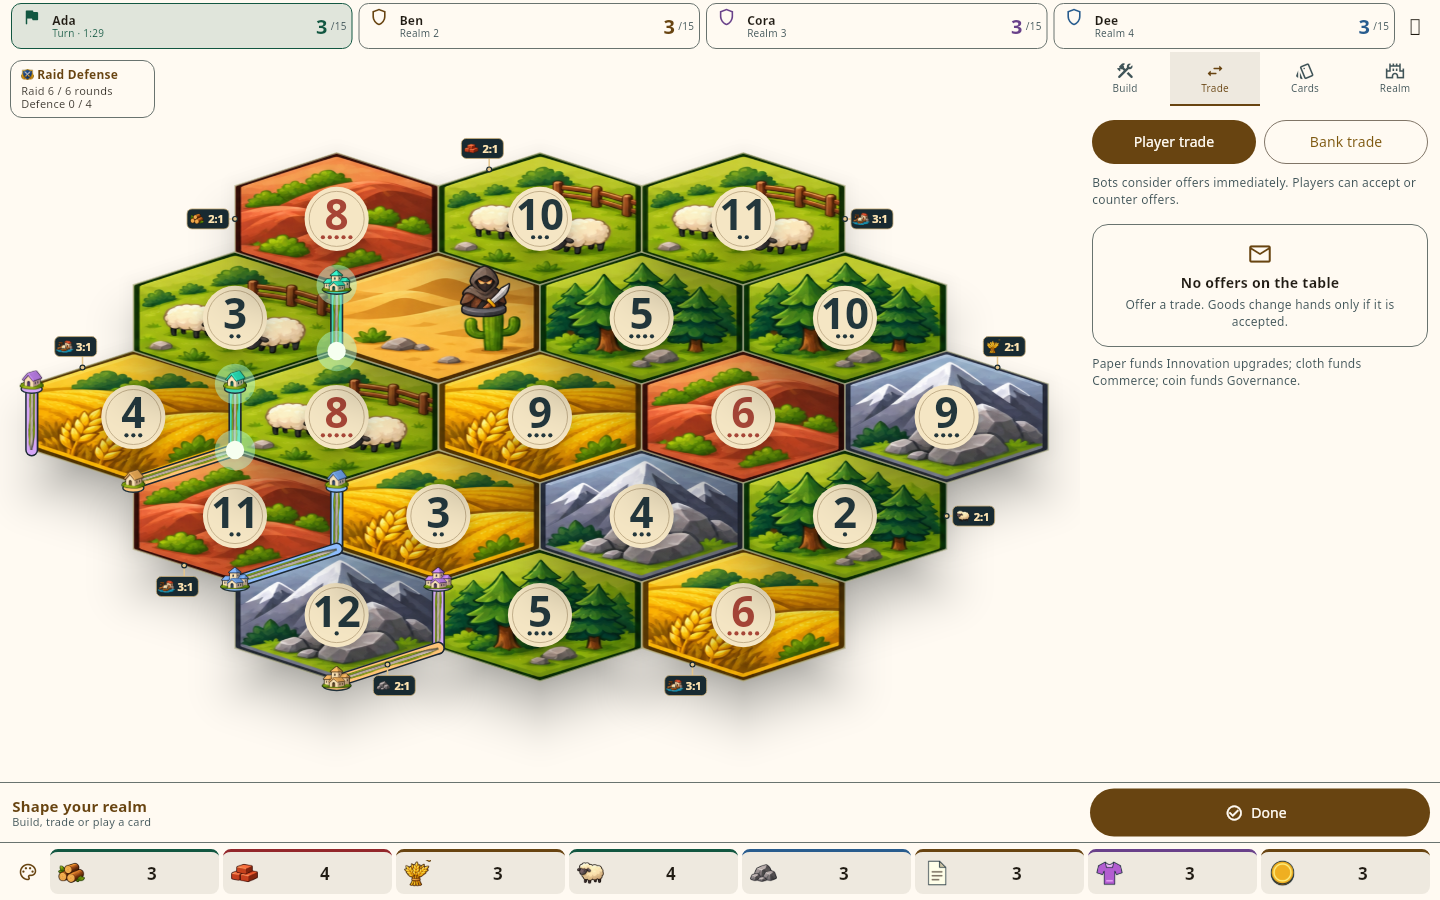 Ada
Turn · 1:29
3 /15
Ben
Realm 2
3 /15
Cora
Realm 3
3 /15
Dee
Realm 4
3 /15
Raid Defense
Raid 6 / 6 rounds
Defence 0 / 4
Build
Trade
Cards
Realm
Player trade
Bank trade
Bots consider offers immediately. Players can accept or
counter offers.
No offers on the table
Offer a trade. Goods change hands only if it is
accepted.
Paper funds Innovation upgrades; cloth funds
Commerce; coin funds Governance.
2:1
2:1
8
10
11
3:1
3
5
10
3:1
2:1
4
8
9
6
9
11
3
4
2
2:1
3:1
12
5
6
2:1
3:1
Shape your realm
Build, trade or play a card
Done
3
4
3
4
3
3
3
3